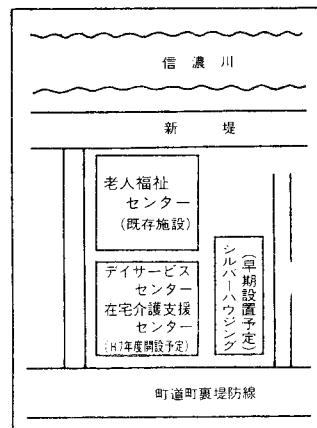 信濃川
新堤
老人福祉
センター
(既存施設)
デイサービス
センター
在宅介護支援
センター
(H7年度開設予定)
シルバーハウジング
(早期設置予定)
町道町裏堤防線